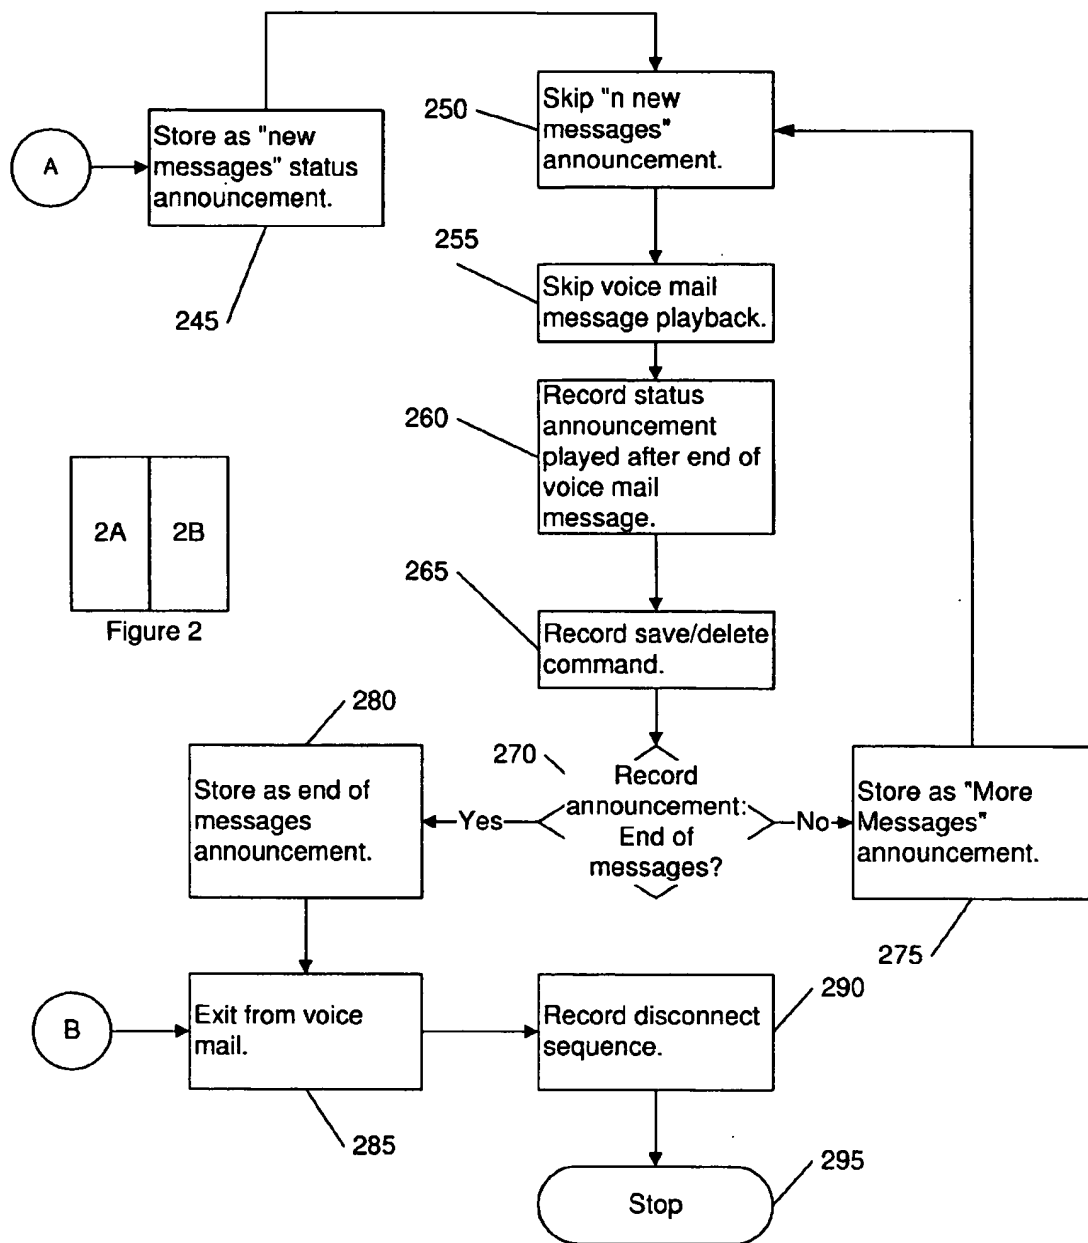 A
Store as "new
messages" status
announcement.
245
250
Skip "n new
messages"
announcement.
255
Skip voice mail
message playback.
260
Record status
announcement
played after end of
voice mail
message.
2A
2B
Figure 2
265
Record save/delete
command.
280
Store as end of
messages
announcement.
Yes
270
Record
announcement:
End of
messages?
No
Store as "More
Messages"
announcement.
275
B
Exit from voice
mail.
285
Record disconnect
sequence.
290
Stop
295